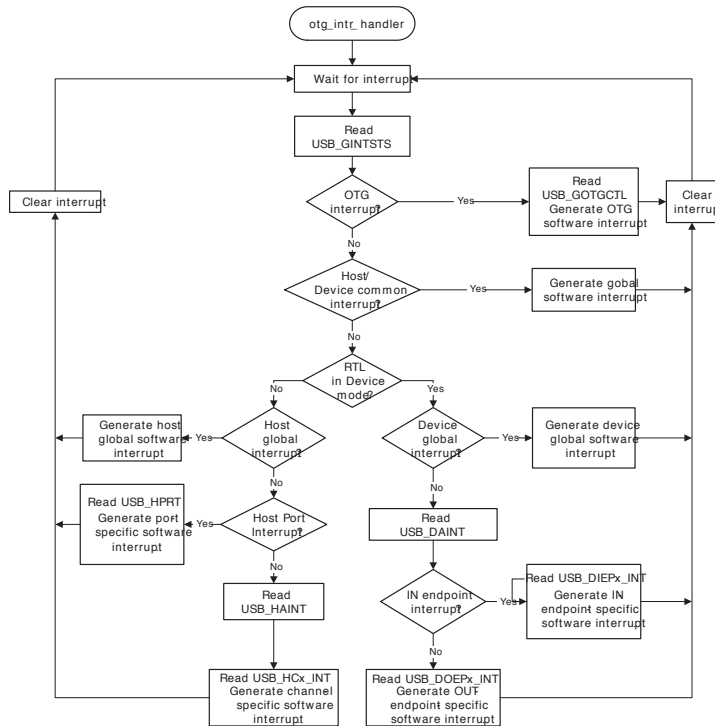 otg_intr_handler
Wait for interrupt
Read
USB_GINTSTS
OTG
interrupt?
Yes
Read
USB_GOTGCTL
Generate OTG
software interrupt
Clear
interrupt
Clear interrupt
No
Host/
Device common
interrupt?
Yes
Generate gobal
software interrupt
No
RTL
in Device
mode?
No
Yes
Generate host
global software
interrupt
Yes
Host
global
interrupt?
Device
global
interrupt?
Yes
Generate device
global software
interrupt
No
No
Read USB_HPRT
Generate port-
specific software
interrupt
Yes
Host Port
Interrupt?
Read
USB_DAINT
No
Read
USB_HAINT
IN endpoint
interrupt?
Yes
Read USB_DIEPx_INT
Generate IN
endpoint-specific
software interrupt
No
Read USB_HCx_INT
Generate channel-
specific software
interrupt
Read USB_DOEPx_INT
Generate OUT-
endpoint-specific
software interrupt